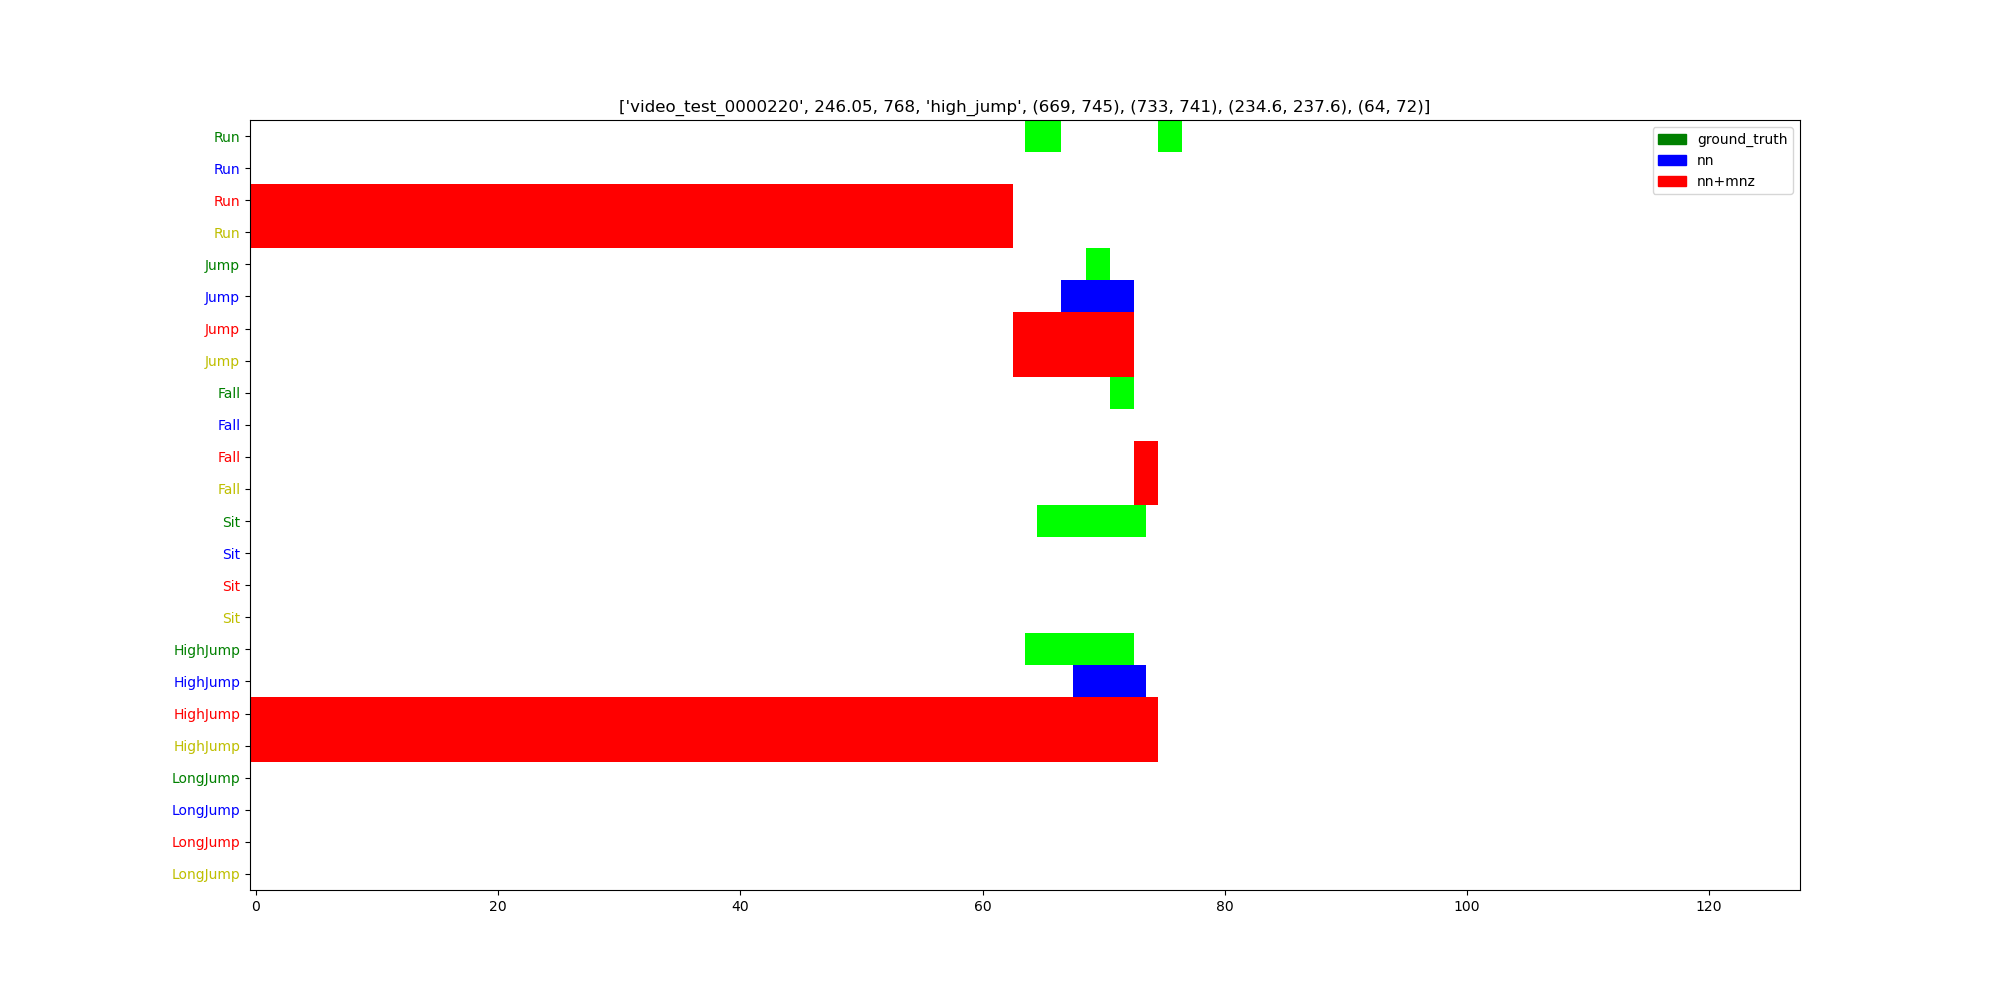 ['video_test_0000220', 246.05, 768, 'high_jump', (669, 745), (733, 741), (234.6, 237.6), (64, 72)]
Run
Run
Run
Run
Jump
Jump
Jump
Jump
Fall
Fall
Fall
Fall
Sit
Sit
Sit
Sit
HighJump
HighJump
HighJump
HighJump
LongJump
LongJump
LongJump
LongJump
ground_truth
nn
nn+mnz
0 20 40 60 80 100 120